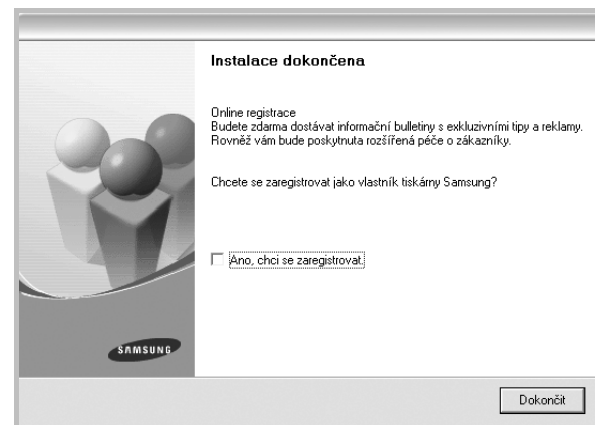 Instalace dokončena
Online registrace
Budete zdarma dostávat informační bulletiny s exkluzivními tipy a reklamy.
Rovněž vám bude poskytnuta rozšířená péče o zákazníky.
Chcete se zaregistrovat jako vlastník tiskárny Samsung?
Ano, chci se zaregistrovat.
SAMSUNG
Dokončit